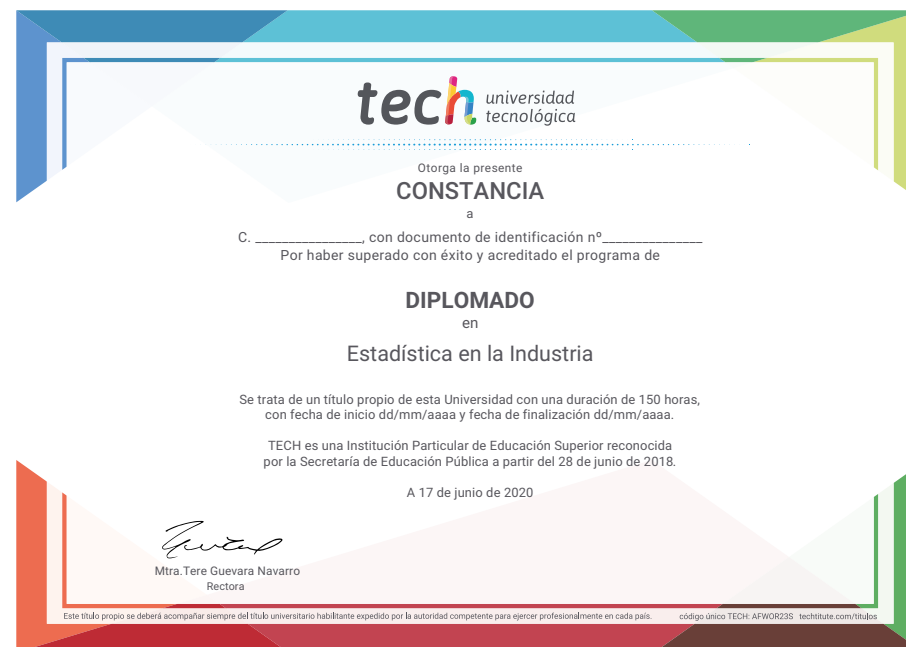 tech universidad
tecnológica
Otorga la presente
CONSTANCIA
a
C. ________________, con documento de identificación nº_______________
Por haber superado con éxito y acreditado el programa de
DIPLOMADO
en
Estadística en la Industria
Se trata de un título propio de esta Universidad con una duración de 150 horas,
con fecha de inicio dd/mm/aaaa y fecha de finalización dd/mm/aaaa.
TECH es una Institución Particular de Educación Superior reconocida
por la Secretaría de Educación Pública a partir del 28 de junio de 2018.
A 17 de junio de 2020
Mtra.Tere Guevara Navarro
Rectora
Este título propio se deberá acompañar siempre del título universitario habilitante expedido por la autoridad competente para ejercer profesionalmente en cada país. código único TECH: AFWOR23S techtitute.com/titulos